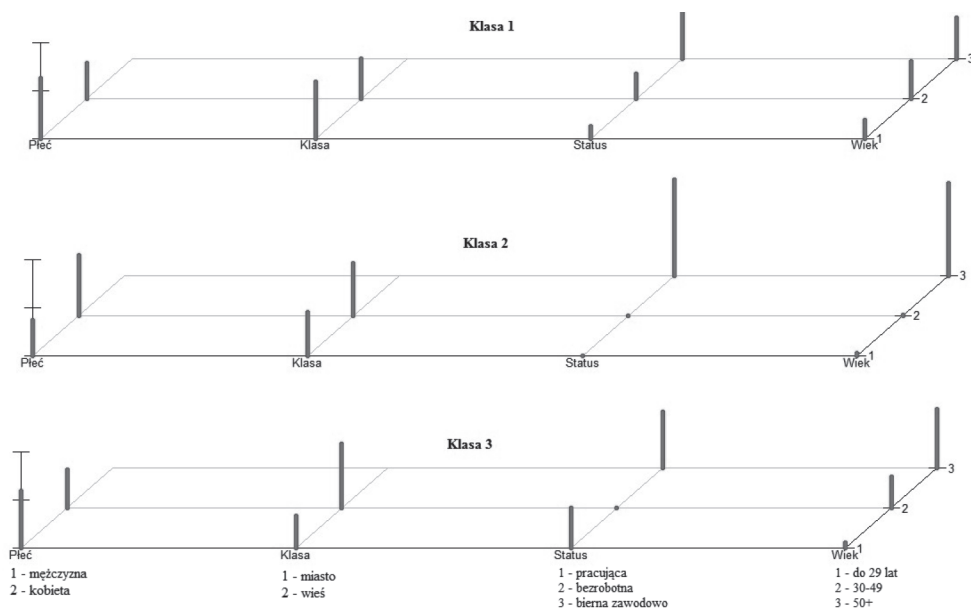 Klasa 1
3
2
1
Płeć Klasa Status Wiek
Klasa 2
3
2
1
Płeć Klasa Status Wiek
Klasa 3
3
2
1
Płeć Klasa Status Wiek
1 - mężczyzna 1 - miasto 1 - pracująca 1 - do 29 lat
2 - kobieta 2 - wieś 2 - bezrobotna 2 - 30-49
3 - bierna zawodowo 3 - 50+